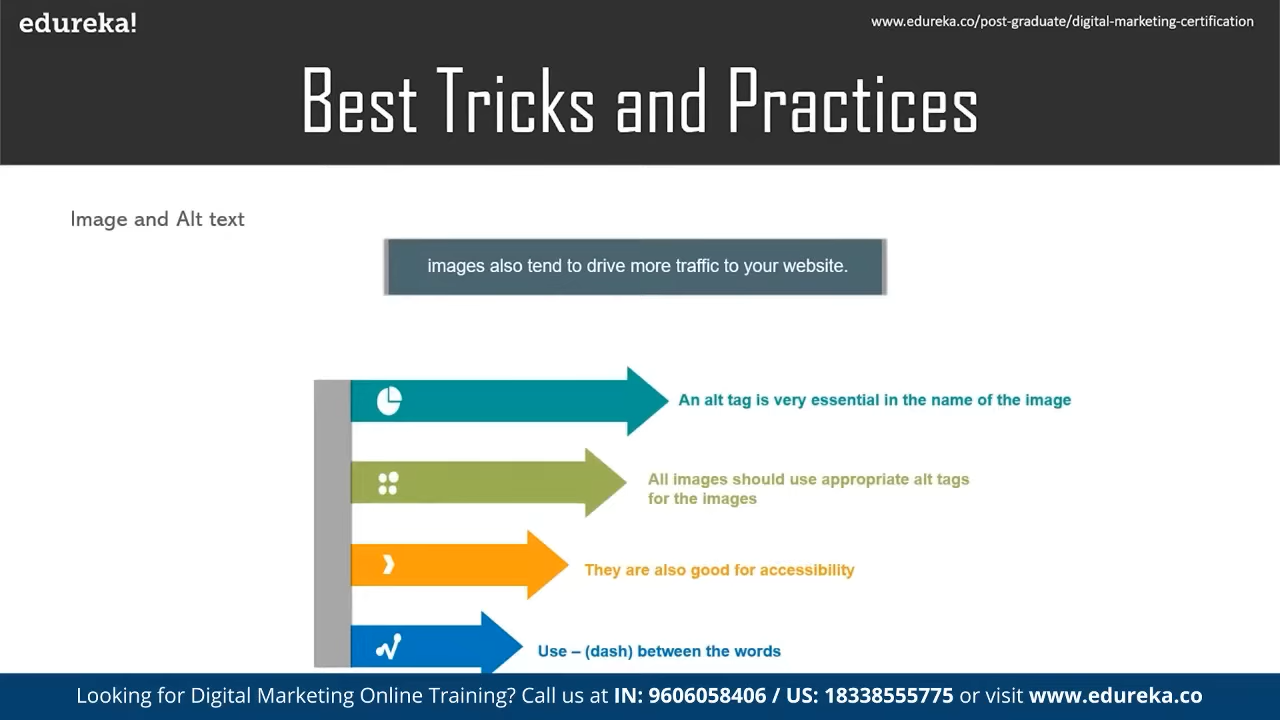 edureka!
www.edureka.co/post-graduate/digital-marketing-certification
Best Tricks and Practices
Image and Alt text
images also tend to drive more traffic to your website.
An alt tag is very essential in the name of the image
All images should use appropriate alt tags
for the images
They are also good for accessibility
Use – (dash) between the words
Looking for Digital Marketing Online Training? Call us at IN: 9606058406 / US: 18338555775 or visit www.edureka.co